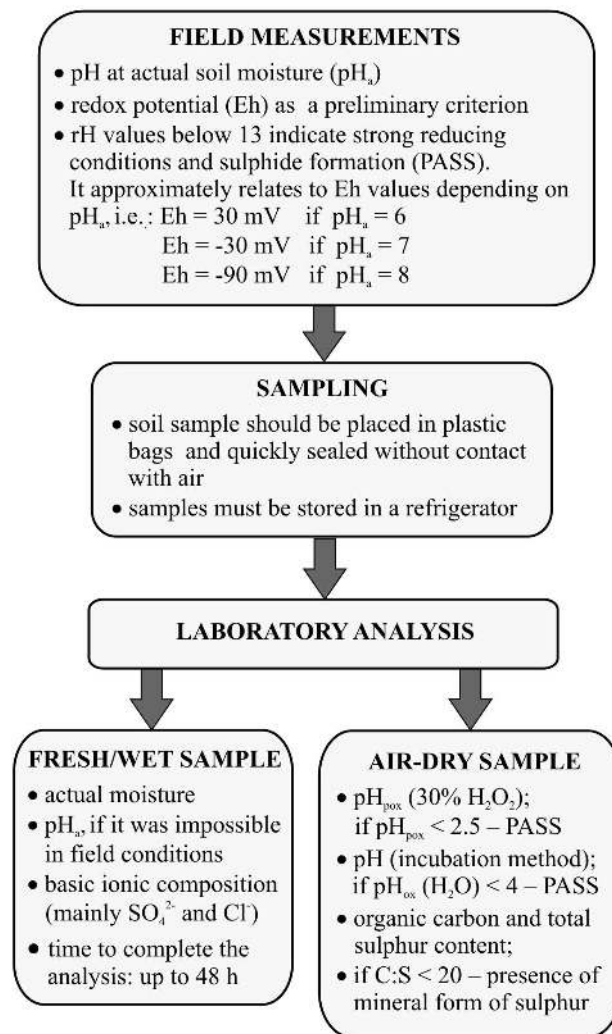 FIELD MEASUREMENTS
• pH at actual soil moisture (pHₐ)
• redox potential (Eh) as a preliminary criterion
• rH values below 13 indicate strong reducing
conditions and sulphide formation (PASS).
It approximately relates to Eh values depending on
pHₐ, i.e.: Eh = 30 mV if pHₐ = 6
Eh = -30 mV if pHₐ = 7
Eh = -90 mV if pHₐ = 8
SAMPLING
• soil sample should be placed in plastic
bags and quickly sealed without contact
with air
• samples must be stored in a refrigerator
LABORATORY ANALYSIS
FRESH/WET SAMPLE
• actual moisture
• pHₐ, if it was impossible
in field conditions
• basic ionic composition
(mainly SO₄²⁻ and Cl⁻)
• time to complete the
analysis: up to 48 h
AIR-DRY SAMPLE
• pHₚₒₓ (30% H₂O₂);
if pHₚₒₓ < 2.5 – PASS
• pH (incubation method);
if pHₒₓ (H₂O) < 4 – PASS
• organic carbon and total
sulphur content;
• if C:S < 20 – presence of
mineral form of sulphur